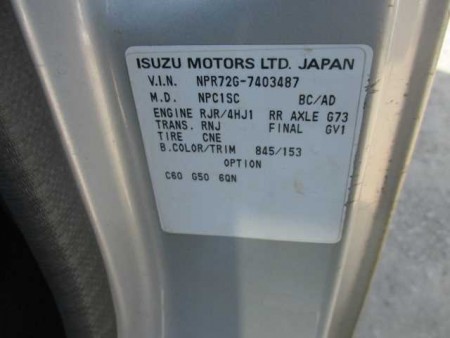 ISUZU MOTORS LTD. JAPAN
V.I.N. NPR72G-7403487
M.D. NPC1SC BC/AD
ENGINE RJR/4HJ1 RR AXLE G73
TRANS. RNJ FINAL GV1
TIRE CNE
B.COLOR/TRIM 845/153
OPTION
C60 G50 6QN